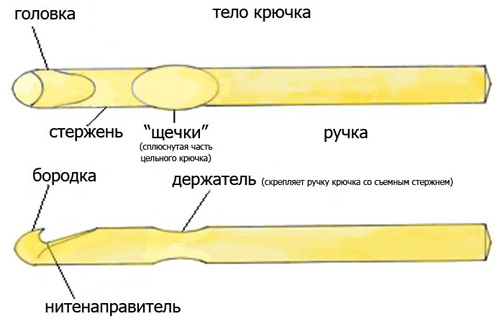 головка
тело крючка
стержень
“щечки”
(сплюснутая часть
цельного крючка)
ручка
бородка
держатель (скрепляет ручку крючка со съемным стержнем)
нитенаправитель